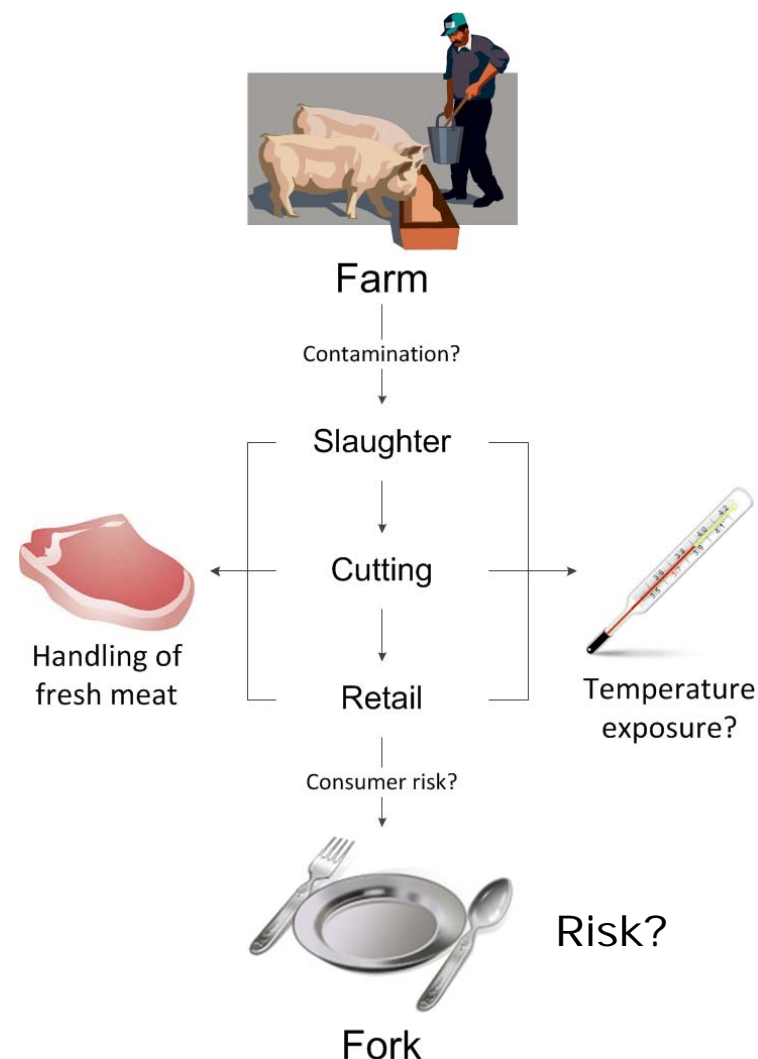 Farm
Contamination?
Slaughter
Cutting
Handling of
fresh meat
Retail
Temperature
exposure?
Consumer risk?
Risk?
Fork